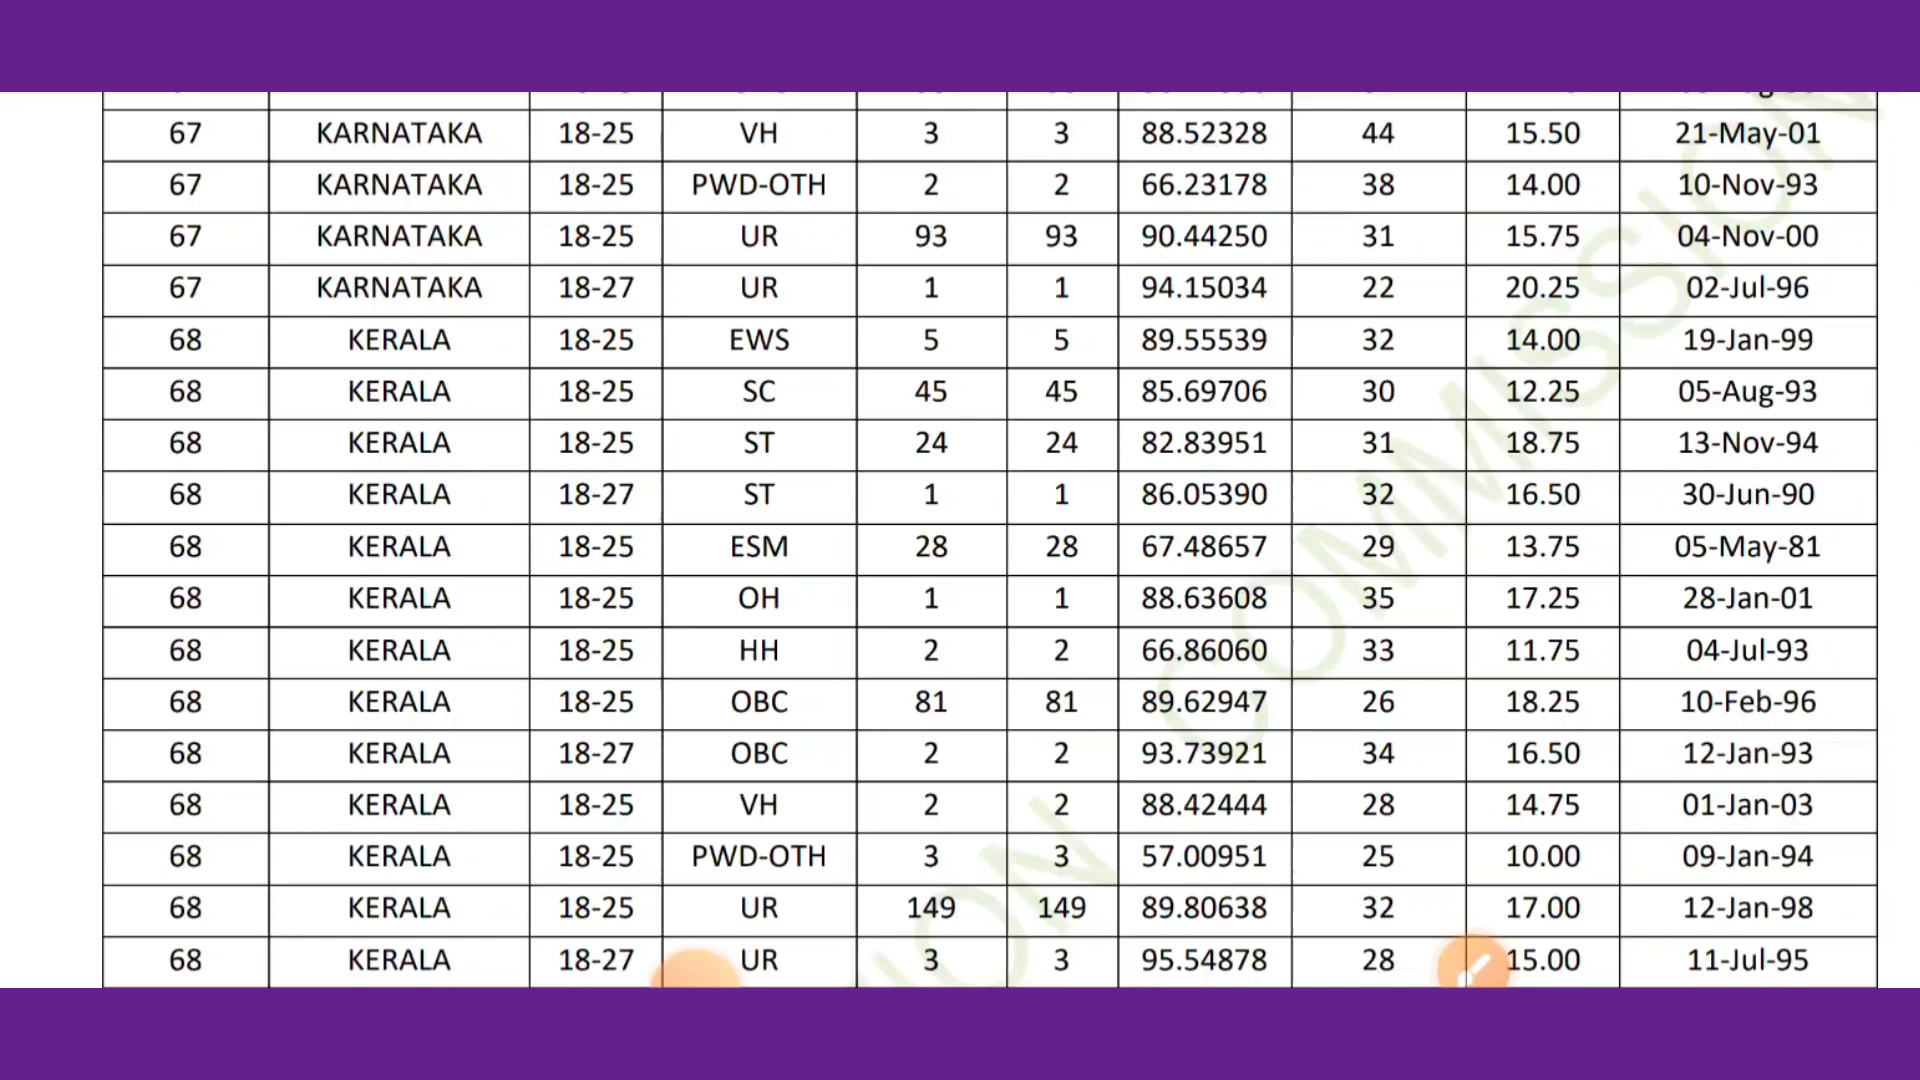 67 KARNATAKA 18-25 VH 3 3 88.52328 44 15.50 21-May-01
67 KARNATAKA 18-25 PWD-OTH 2 2 66.23178 38 14.00 10-Nov-93
67 KARNATAKA 18-25 UR 93 93 90.44250 31 15.75 04-Nov-00
67 KARNATAKA 18-27 UR 1 1 94.15034 22 20.25 02-Jul-96
68 KERALA 18-25 EWS 5 5 89.55539 32 14.00 19-Jan-99
68 KERALA 18-25 SC 45 45 85.69706 30 12.25 05-Aug-93
68 KERALA 18-25 ST 24 24 82.83951 31 18.75 13-Nov-94
68 KERALA 18-27 ST 1 1 86.05390 32 16.50 30-Jun-90
68 KERALA 18-25 ESM 28 28 67.48657 29 13.75 05-May-81
68 KERALA 18-25 OH 1 1 88.63608 35 17.25 28-Jan-01
68 KERALA 18-25 HH 2 2 66.86060 33 11.75 04-Jul-93
68 KERALA 18-25 OBC 81 81 89.62947 26 18.25 10-Feb-96
68 KERALA 18-27 OBC 2 2 93.73921 34 16.50 12-Jan-93
68 KERALA 18-25 VH 2 2 88.42444 28 14.75 01-Jan-03
68 KERALA 18-25 PWD-OTH 3 3 57.00951 25 10.00 09-Jan-94
68 KERALA 18-25 UR 149 149 89.80638 32 17.00 12-Jan-98
68 KERALA 18-27 UR 3 3 95.54878 28 15.00 11-Jul-95
COMMISSION